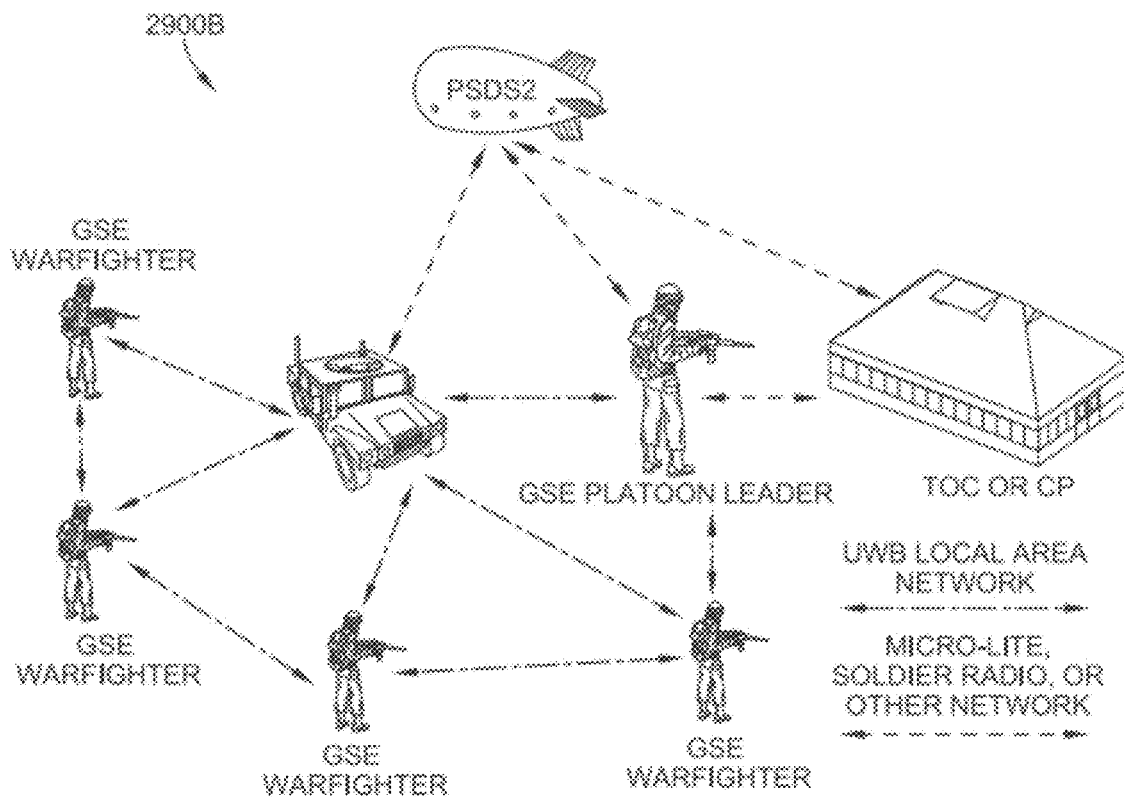 2900B
PSDS2
GSE
WARFIGHTER
GSE PLATOON LEADER
TOC OR CP
GSE
WARFIGHTER
GSE
WARFIGHTER
GSE
WARFIGHTER
UWB LOCAL AREA
NETWORK
MICRO-LITE,
SOLDIER RADIO, OR
OTHER NETWORK